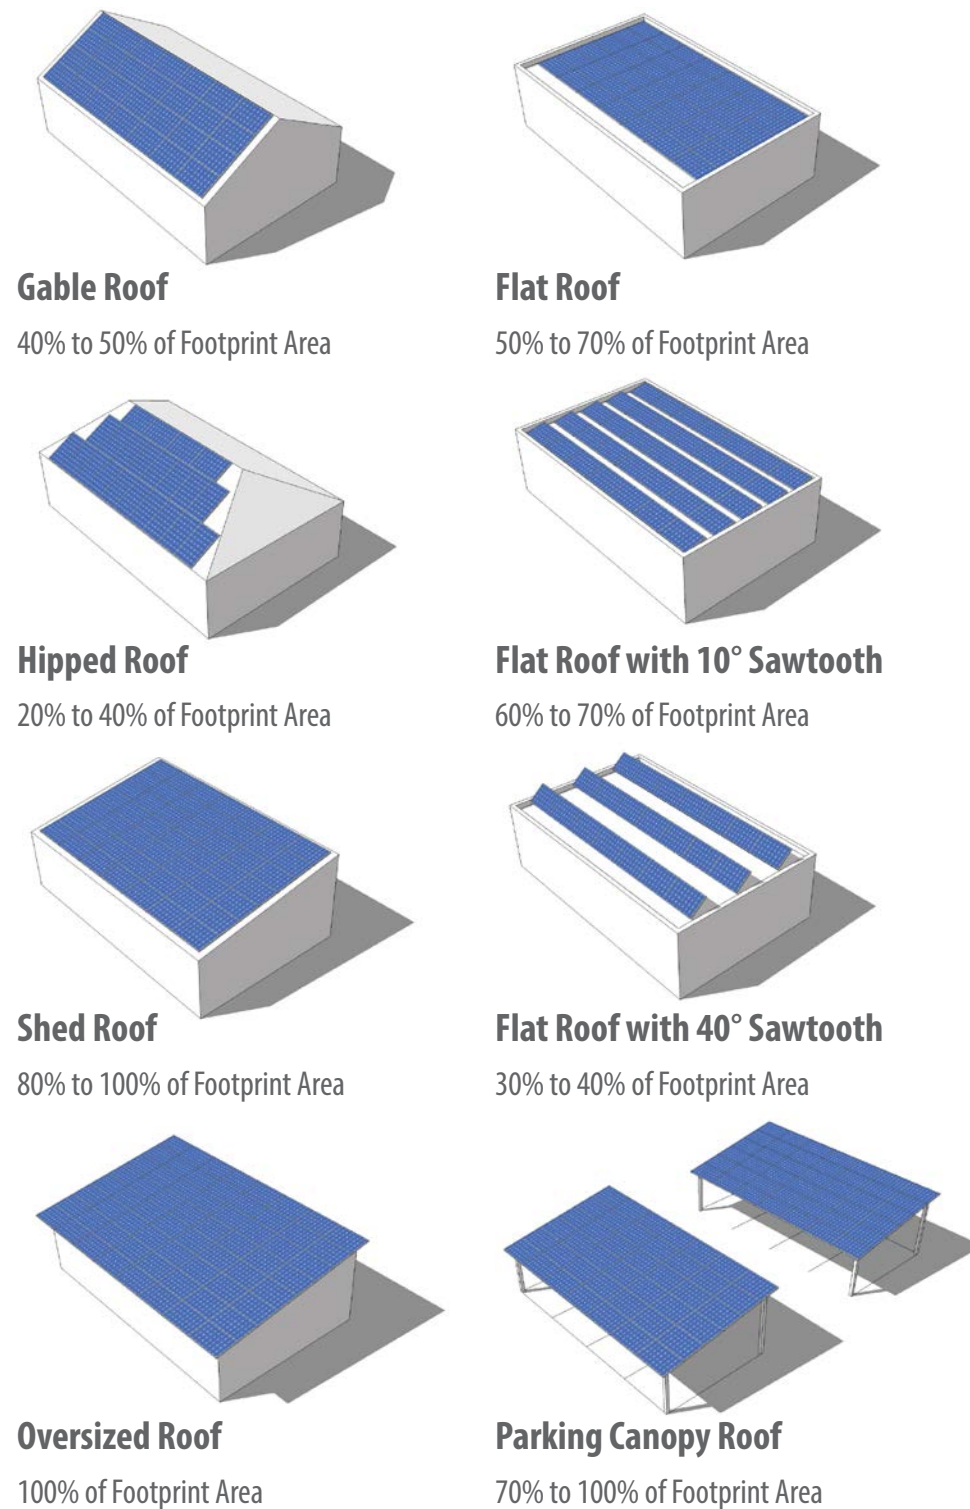 Gable Roof
40% to 50% of Footprint Area
Flat Roof
50% to 70% of Footprint Area
Hipped Roof
20% to 40% of Footprint Area
Flat Roof with 10° Sawtooth
60% to 70% of Footprint Area
Shed Roof
80% to 100% of Footprint Area
Flat Roof with 40° Sawtooth
30% to 40% of Footprint Area
Oversized Roof
100% of Footprint Area
Parking Canopy Roof
70% to 100% of Footprint Area